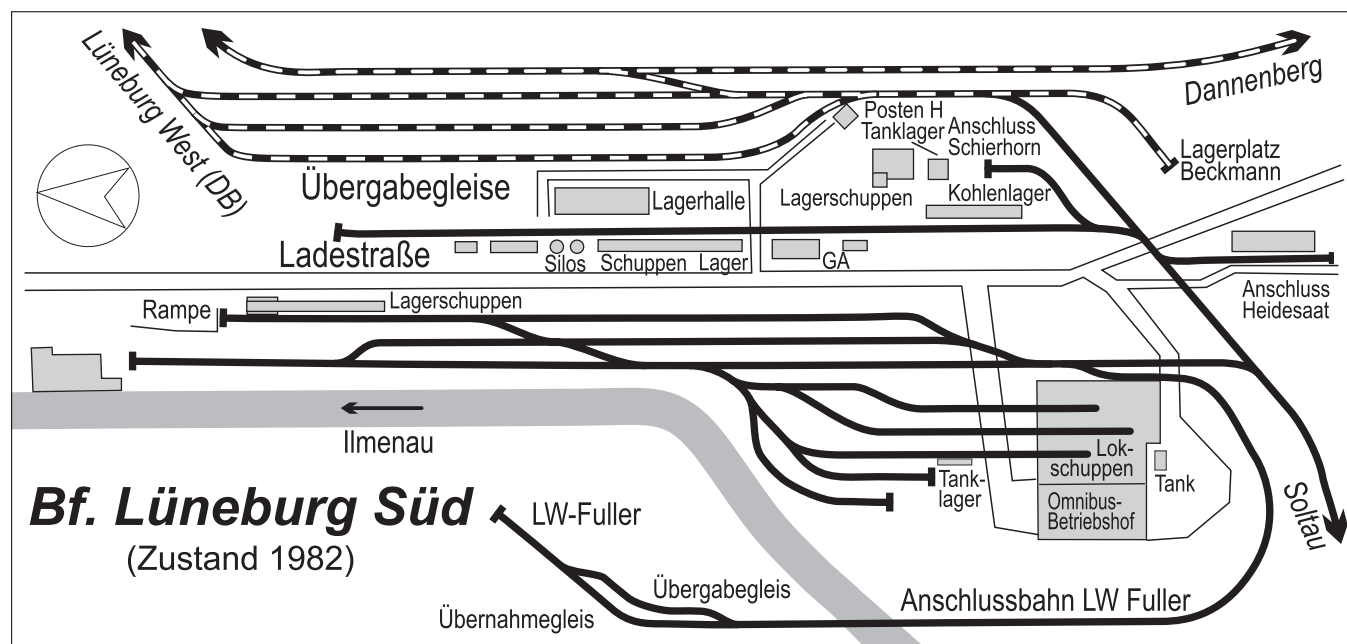 Lüneburg West (DB)
Dannenberg
Posten H
Tanklager
Anschluss
Schierhorn
Lagerplatz
Beckmann
Übergabegleise
Lagerhalle
Lagerschuppen
Kohlenlager
Ladestraße
Silos
Schuppen Lager
GA
Anschluss
Heidesaat
Rampe
Lagerschuppen
Ilmenau
Lok-
schuppen
Tank-
lager
Tank
Omnibus-
Betriebshof
Soltau
Bf. Lüneburg Süd
(Zustand 1982)
LW-Fuller
Übergabegleis
Übernahmegleis
Anschlussbahn LW Fuller